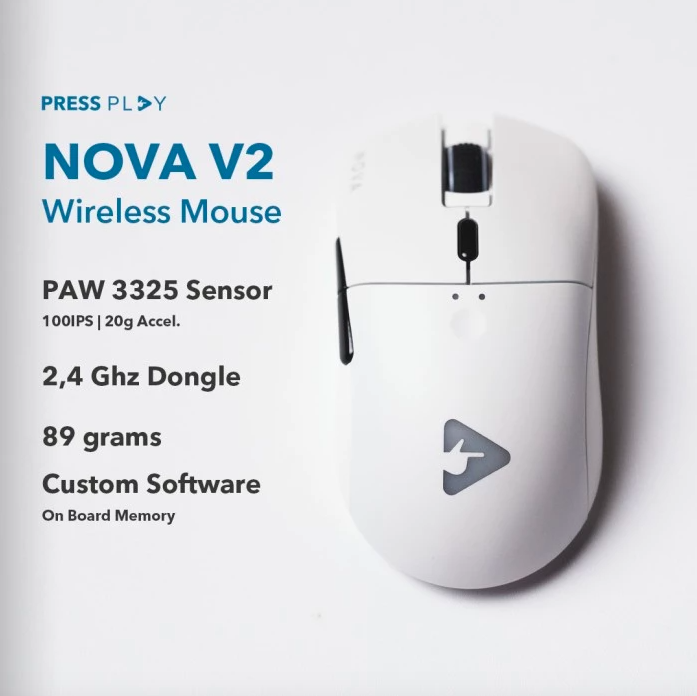 PRESS PLAY
NOVA V2
Wireless Mouse
PAW 3325 Sensor
100IPS | 20g Accel.
2,4 Ghz Dongle
89 grams
Custom Software
On Board Memory
NOVA